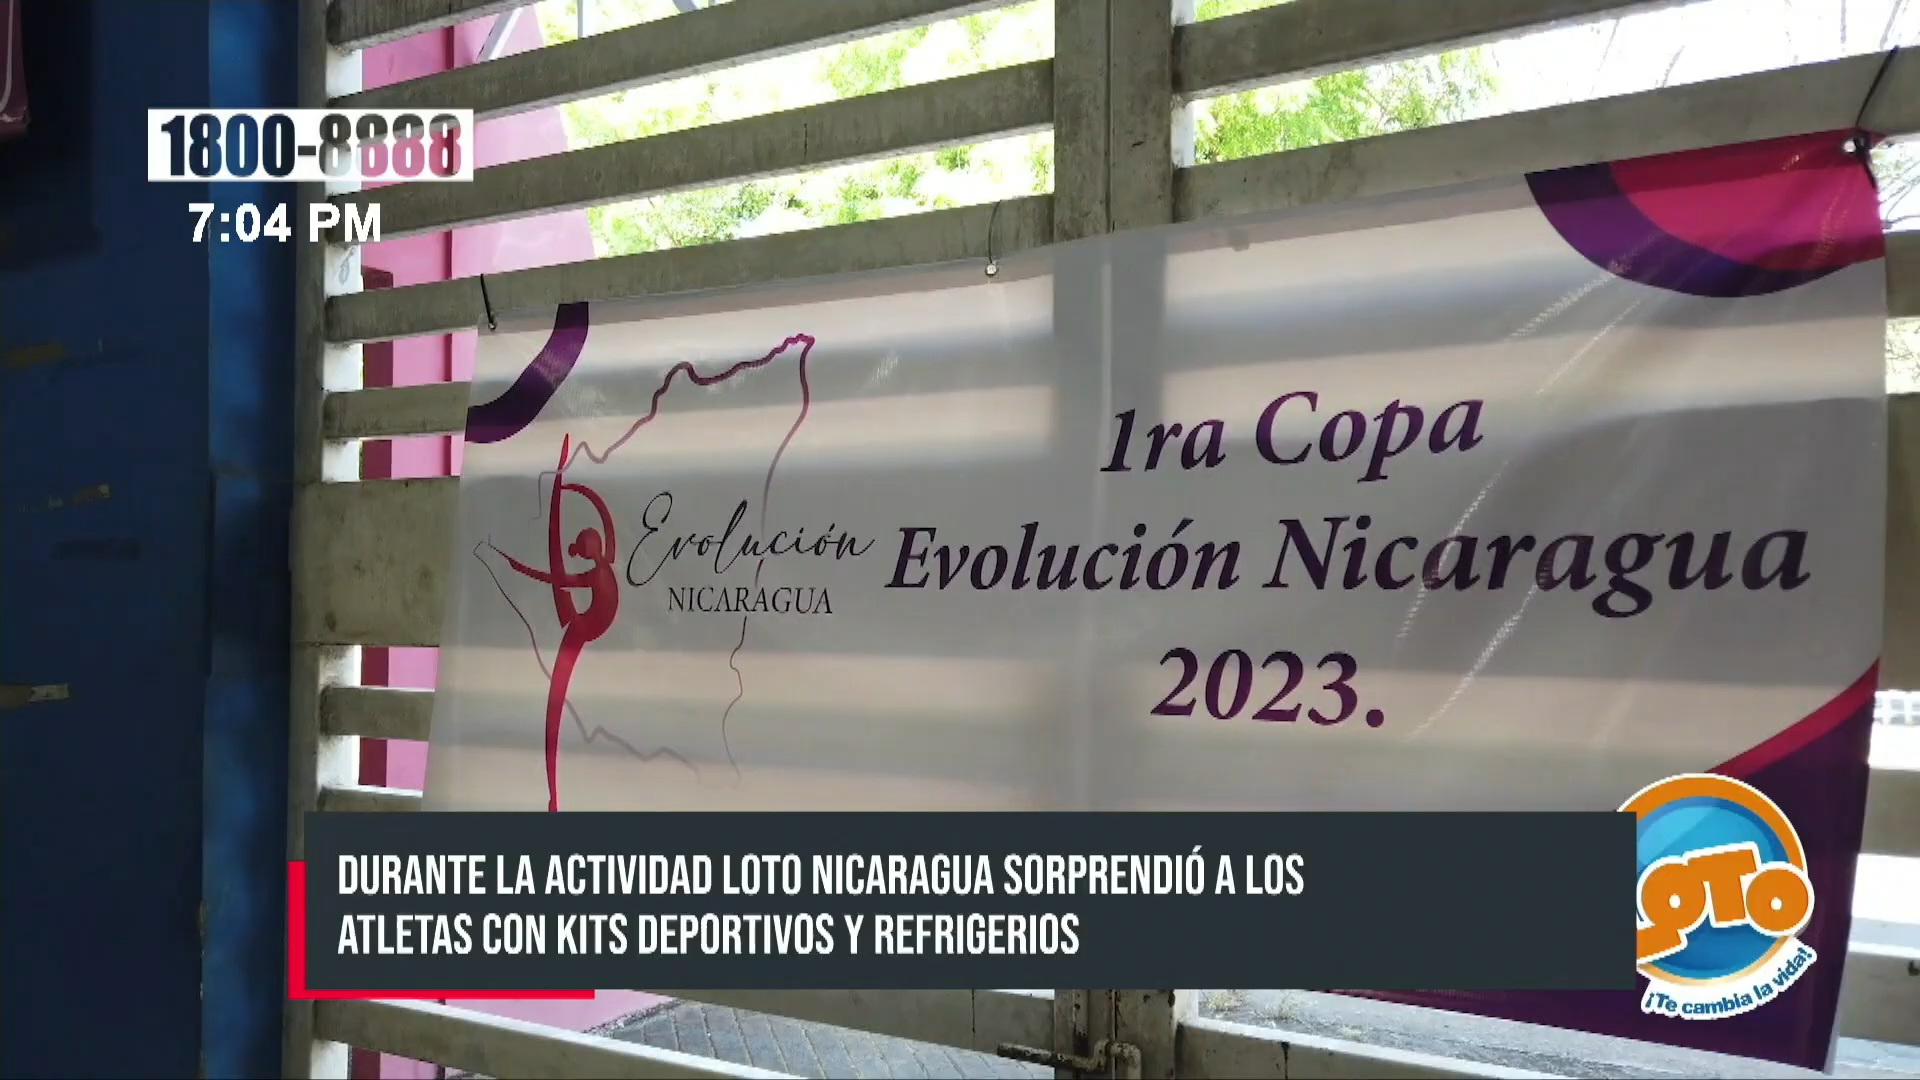 1800-8888
7:04 PM
1ra Copa
Evolución Nicaragua
2023.
Evolución
NICARAGUA
DURANTE LA ACTIVIDAD LOTO NICARAGUA SORPRENDIÓ A LOS
ATLETAS CON KITS DEPORTIVOS Y REFRIGERIOS
LOTO
¡Te cambia la vida!